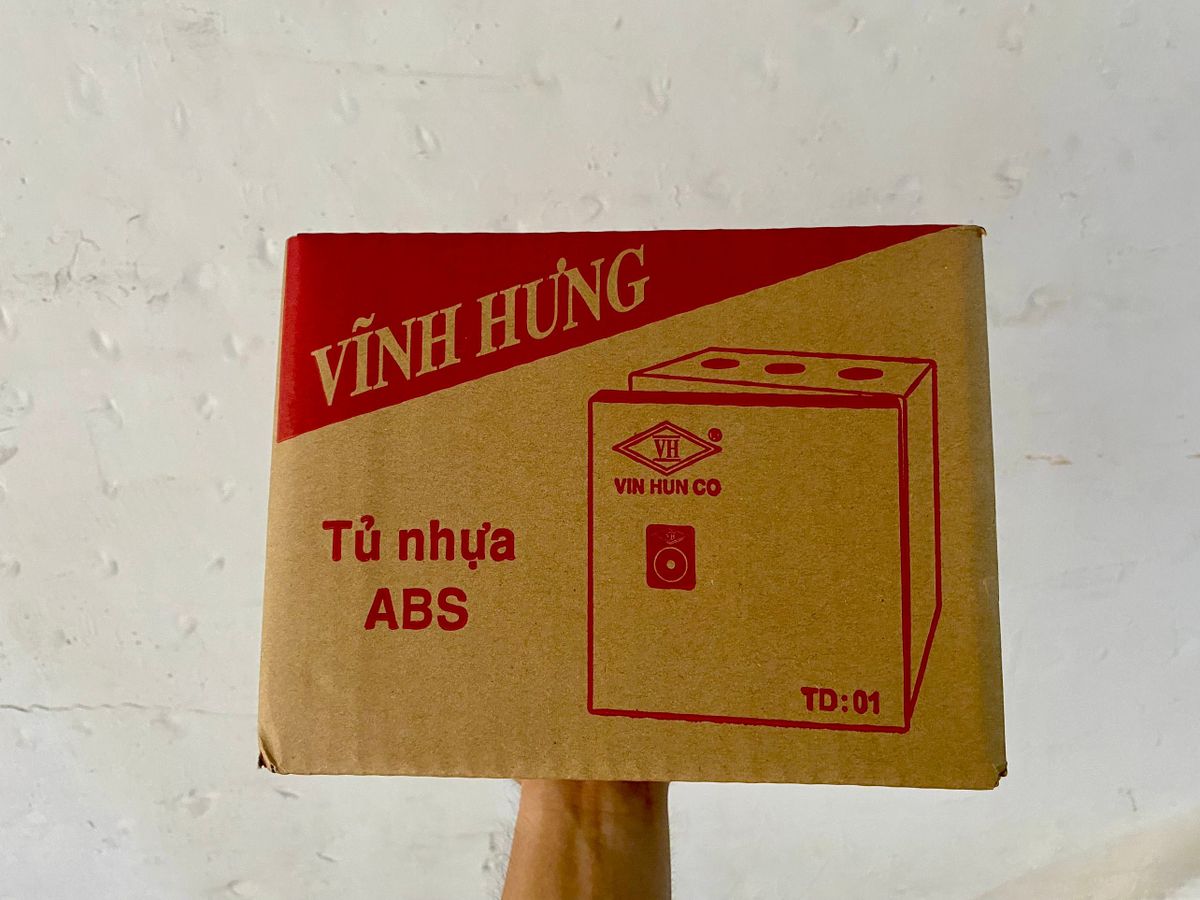 VĨNH HƯNG
VH ®
VIN HUN CO
Tủ nhựa
ABS
TD:01